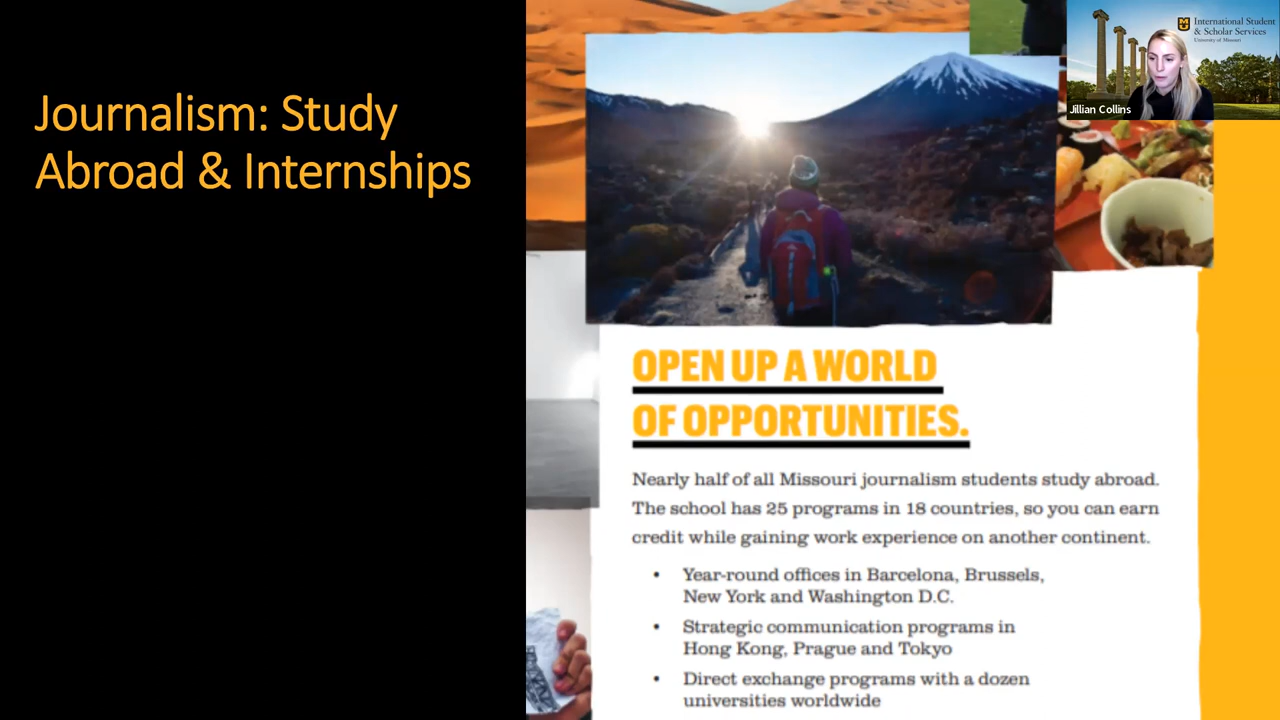 Journalism: Study
Abroad & Internships
International Student
& Scholar Services
University of Missouri
Jillian Collins
OPEN UP A WORLD
OF OPPORTUNITIES.
Nearly half of all Missouri journalism students study abroad.
The school has 25 programs in 18 countries, so you can earn
credit while gaining work experience on another continent.
• Year-round offices in Barcelona, Brussels,
New York and Washington D.C.
• Strategic communication programs in
Hong Kong, Prague and Tokyo
• Direct exchange programs with a dozen
universities worldwide